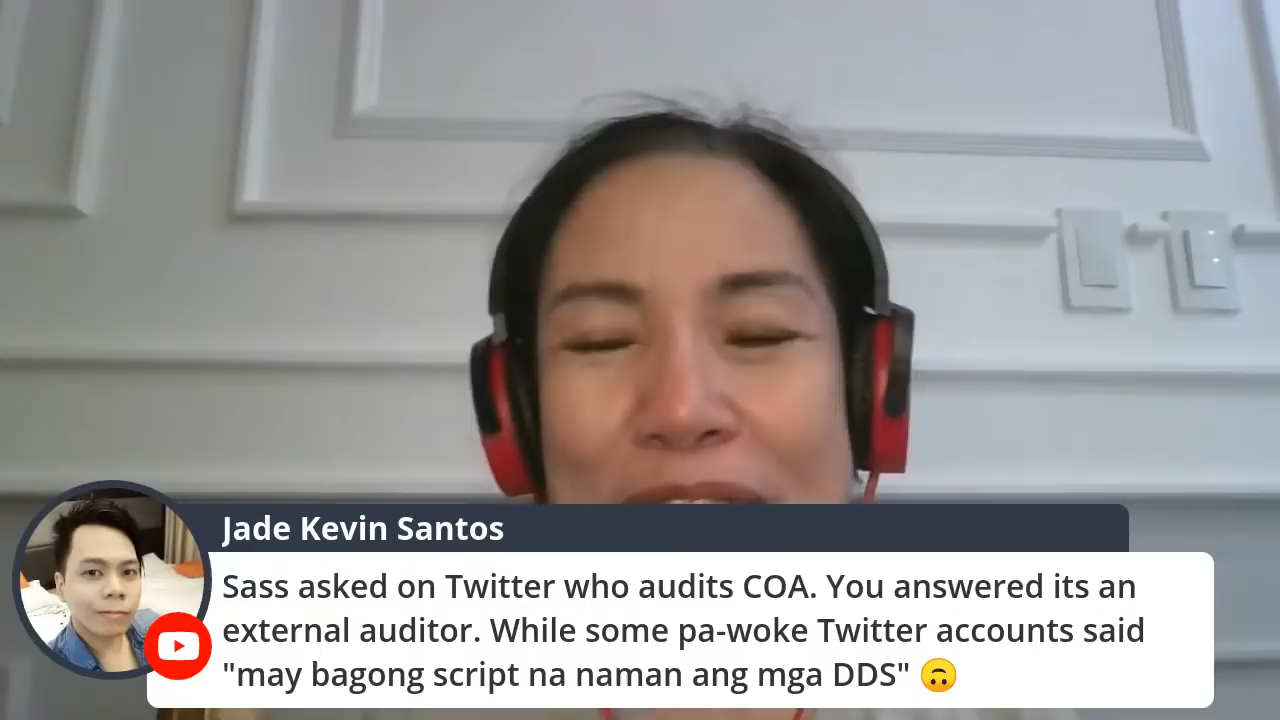 Jade Kevin Santos
Sass asked on Twitter who audits COA. You answered its an
external auditor. While some pa-woke Twitter accounts said
"may bagong script na naman ang mga DDS" 🙃